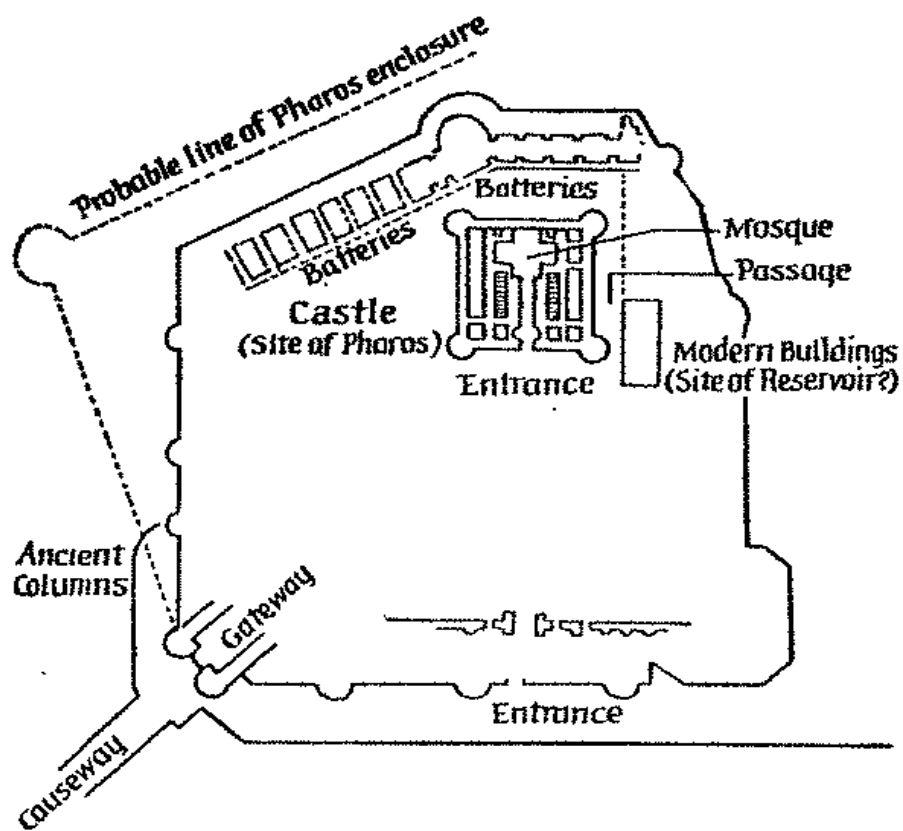 Probable line of Pharos enclosure
Batteries
Batteries
Mosque
Passage
Castle
(Site of Pharos)
Entrance
Modern Buildings
(Site of Reservoir?)
Ancient
Columns
Gateway
Entrance
Causeway